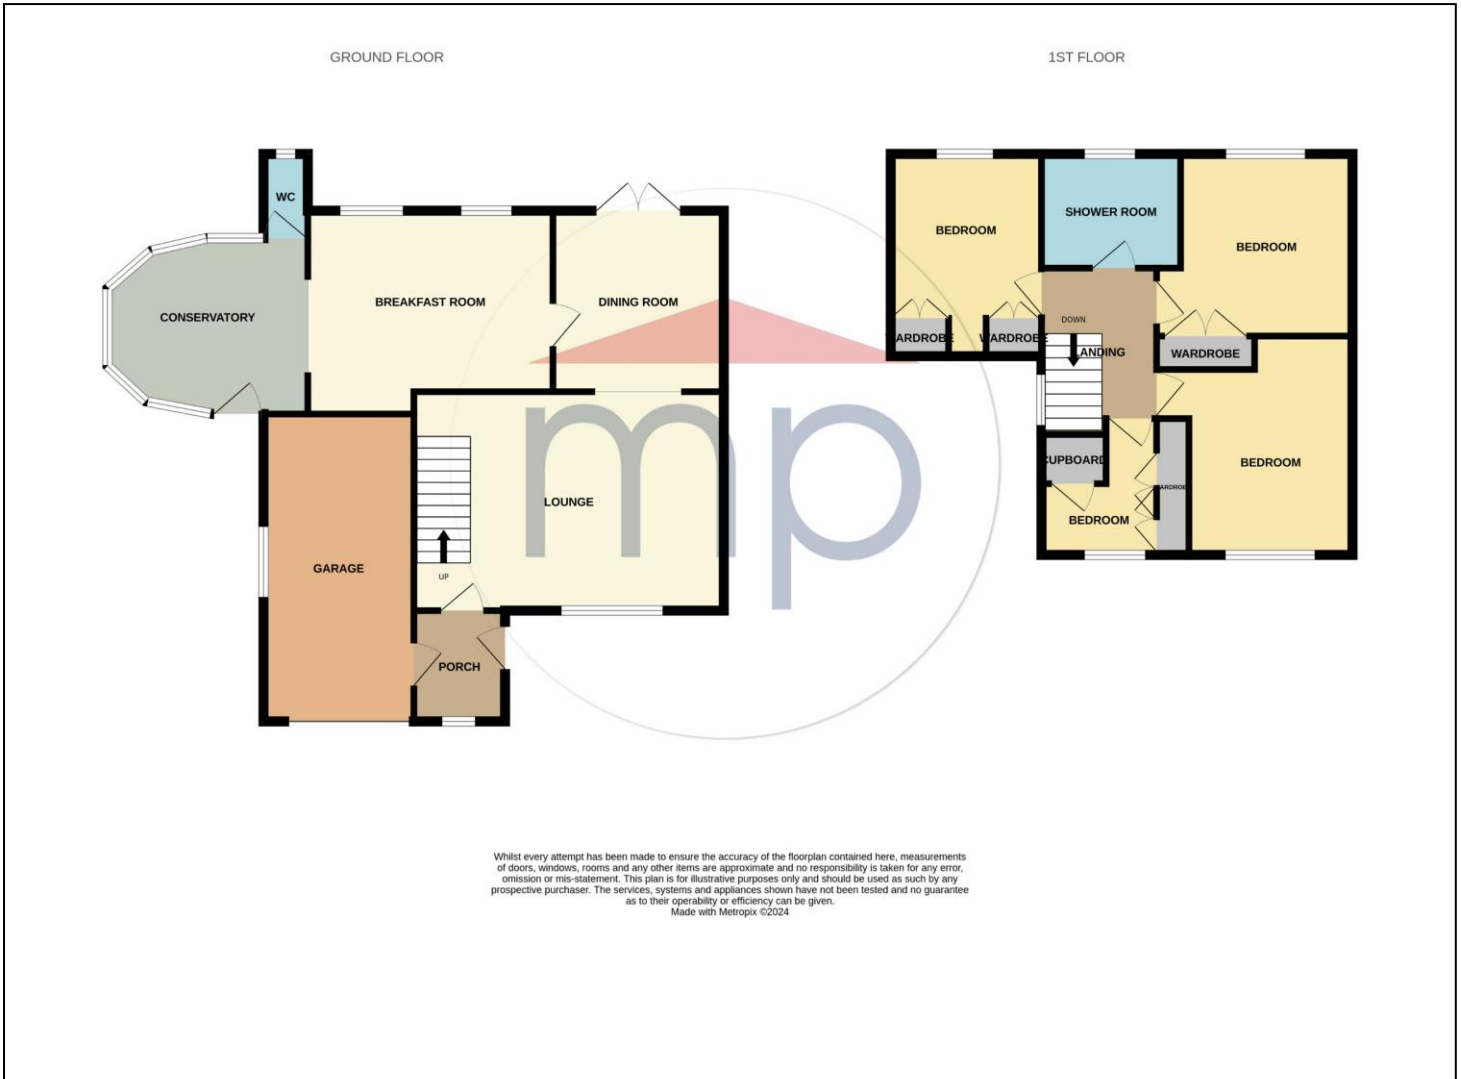 GROUND FLOOR
1ST FLOOR
WC
CONSERVATORY
BREAKFAST ROOM
DINING ROOM
LOUNGE
UP
GARAGE
PORCH
BEDROOM
SHOWER ROOM
BEDROOM
DOWN
LANDING
WARDROBE
WARDROBE
WARDROBE
CUPBOARD
WARDROBE
BEDROOM
BEDROOM
mp
Whilst every attempt has been made to ensure the accuracy of the floorplan contained here, measurements
of doors, windows, rooms and any other items are approximate and no responsibility is taken for any error,
omission or mis-statement. This plan is for illustrative purposes only and should be used as such by any
prospective purchaser. The services, systems and appliances shown have not been tested and no guarantee
as to their operability or efficiency can be given.
Made with Metropix ©2024